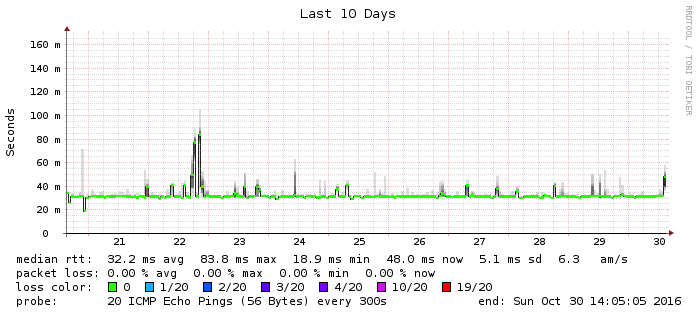 Last 10 Days
RRDTOOL / TOBI OETIKER
Seconds
160 m
140 m
120 m
100 m
80 m
60 m
40 m
20 m
0
21 22 23 24 25 26 27 28 29 30
median rtt: 32.2 ms avg 83.8 ms max 18.9 ms min 48.0 ms now 5.1 ms sd 6.3 am/s
packet loss: 0.00 % avg 0.00 % max 0.00 % min 0.00 % now
loss color: 0 1/20 2/20 3/20 4/20 10/20 19/20
probe: 20 ICMP Echo Pings (56 Bytes) every 300s end: Sun Oct 30 14:05:05 2016